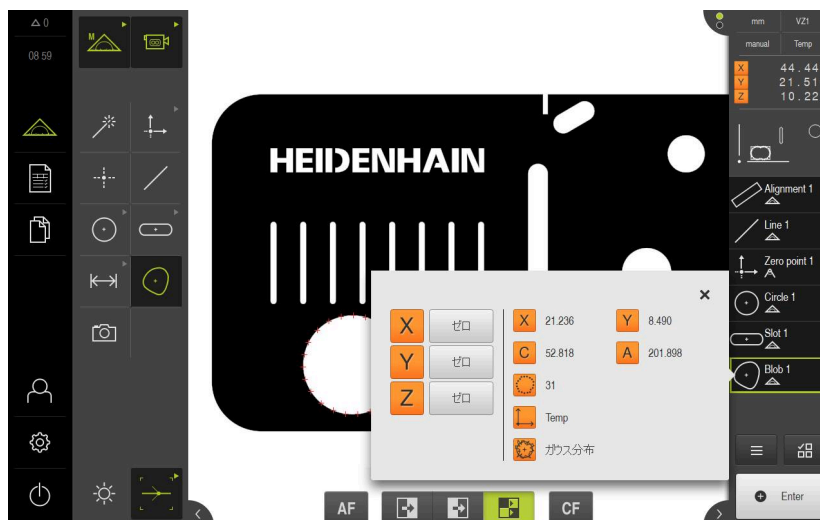 △ 0
08 59
M
HEIDENHAIN
X ゼロ
Y ゼロ
Z ゼロ
X 21.236
Y 8.490
C 52.818
A 201.898
31
Temp
ガウス分布
AF
CF
mm VZ1
manual Temp
X 44.44
Y 21.51
Z 10.22
Alignment 1
Line 1
Zero point 1
Circle 1
Slot 1
Blob 1
Enter